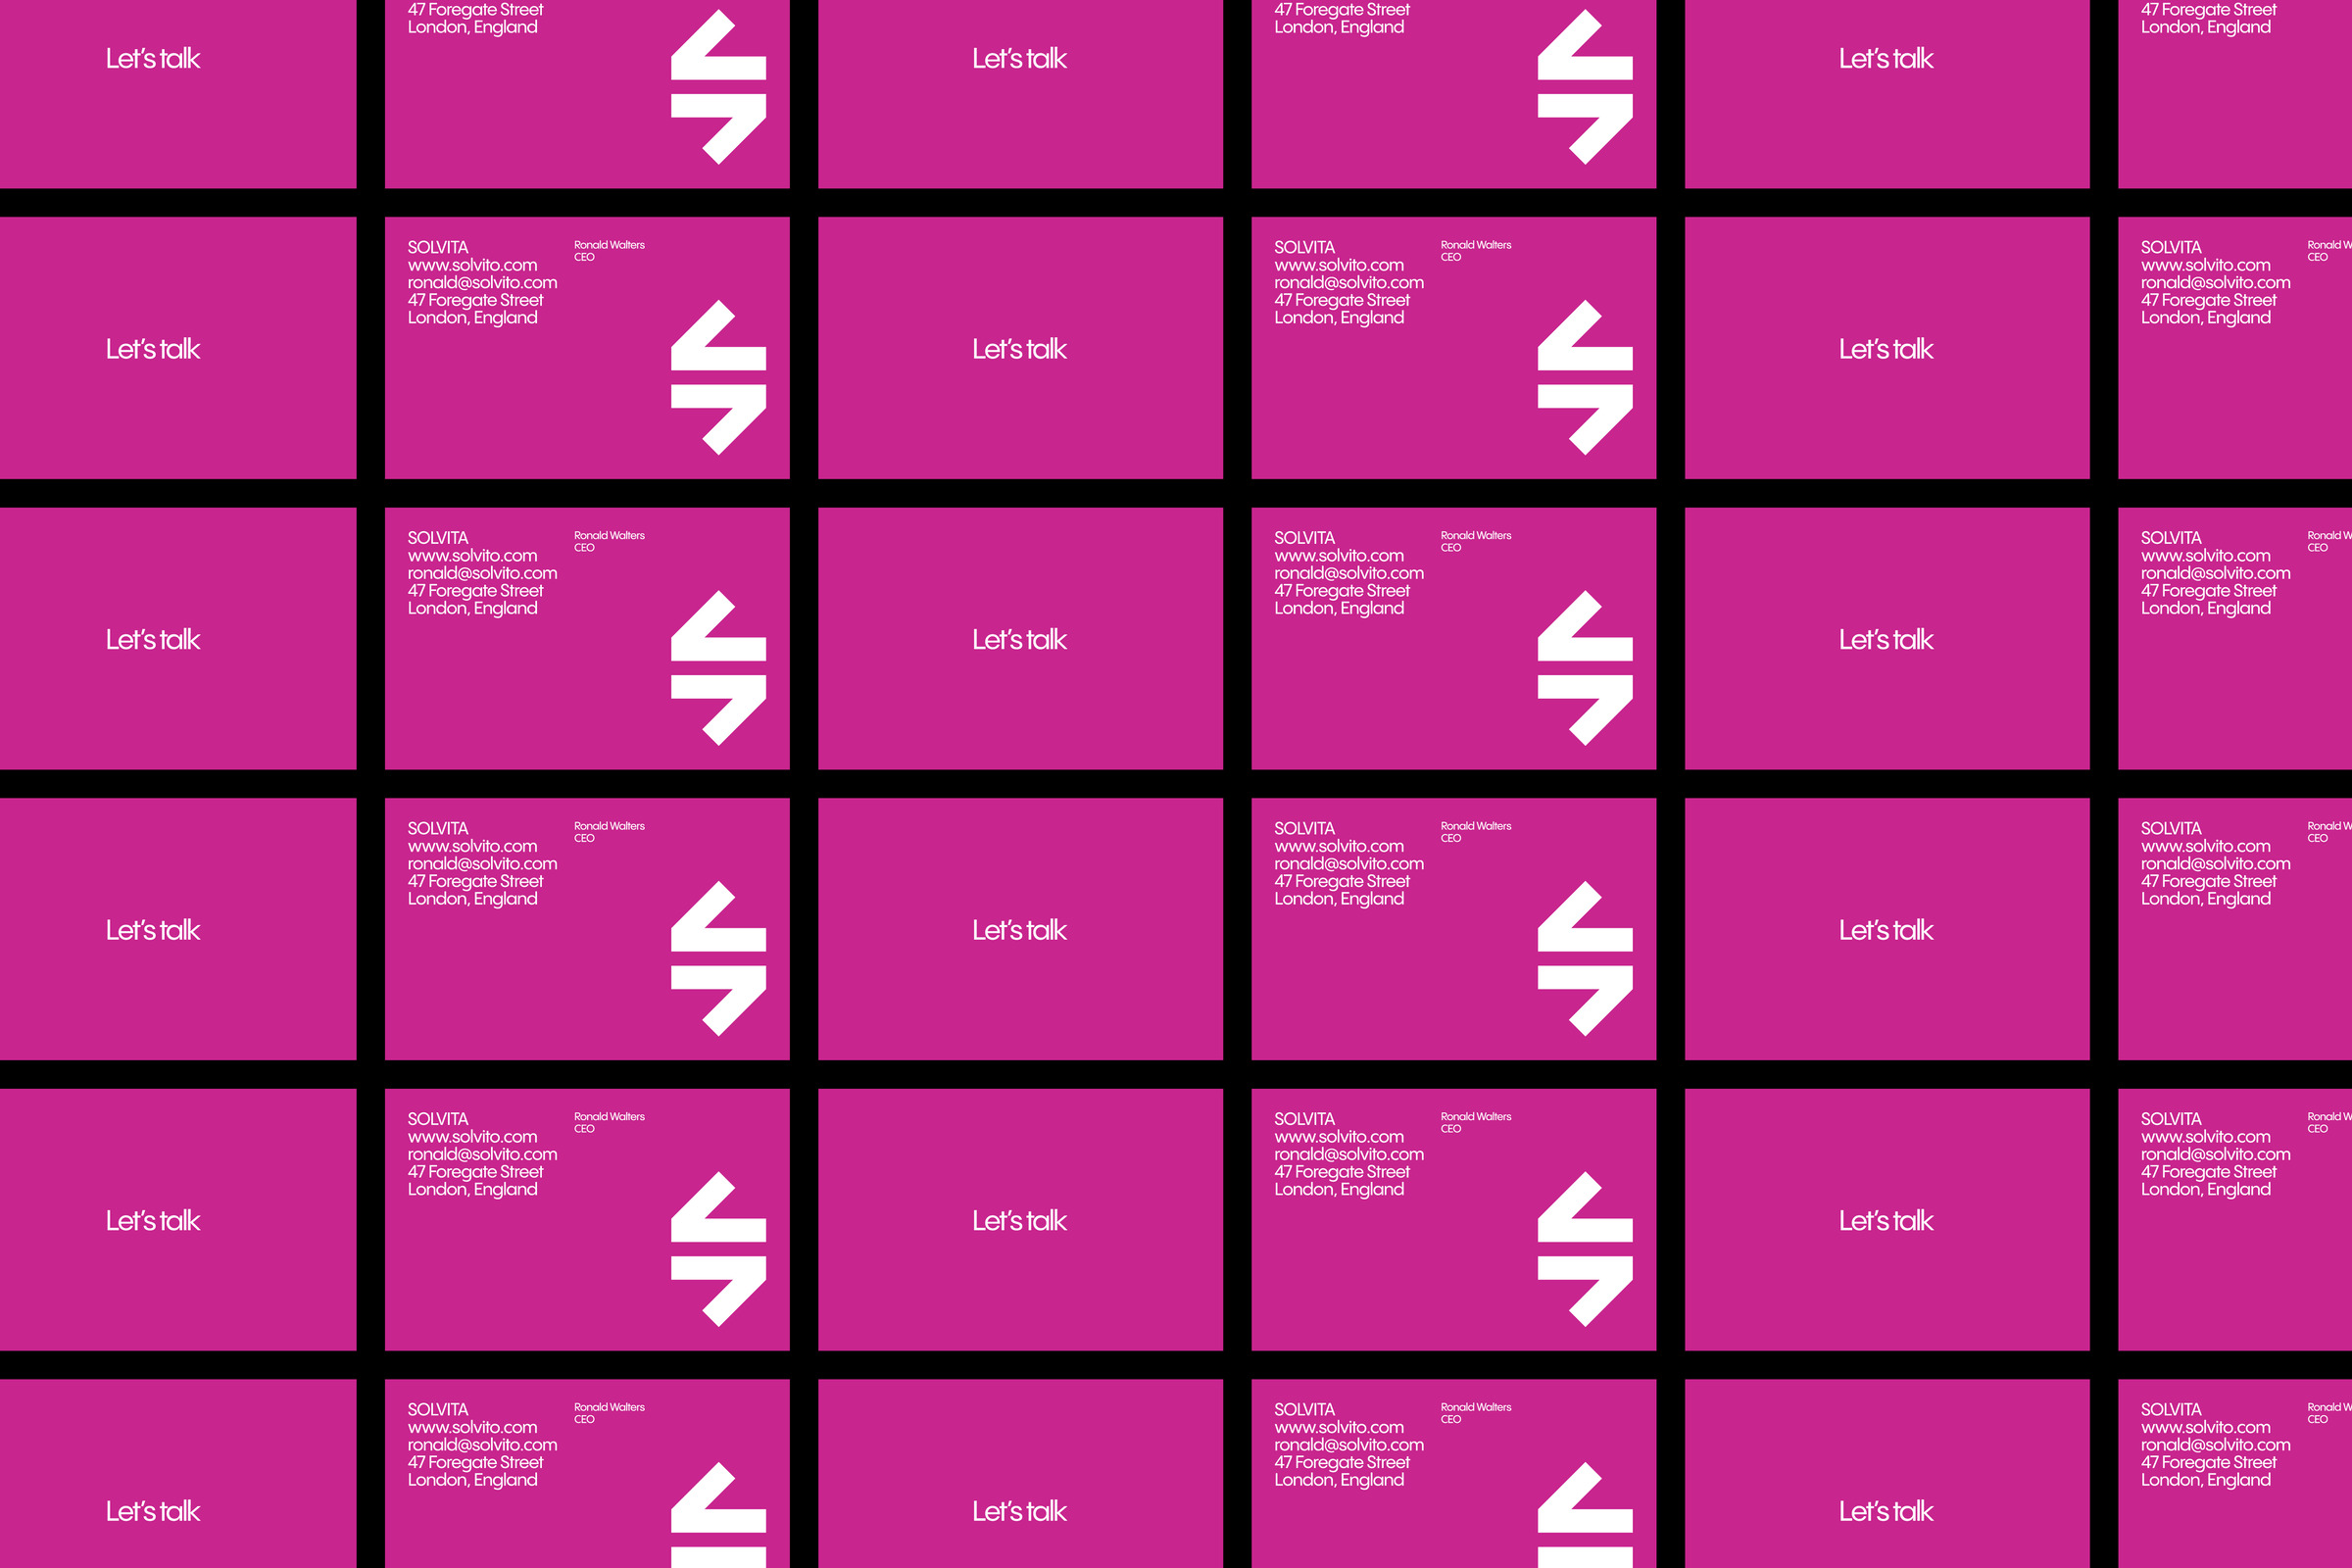 Let’s talk
47 Foregate Street
London, England
Let’s talk
47 Foregate Street
London, England
Let’s talk
47 Foregate Street
London, England
Let’s talk
SOLVITA
www.solvito.com
ronald@solvito.com
47 Foregate Street
London, England
Ronald Walters
CEO
Let’s talk
SOLVITA
www.solvito.com
ronald@solvito.com
47 Foregate Street
London, England
Ronald Walters
CEO
Let’s talk
SOLVITA
www.solvito.com
ronald@solvito.com
47 Foregate Street
London, England
Ronald
CEO
Let’s talk
SOLVITA
www.solvito.com
ronald@solvito.com
47 Foregate Street
London, England
Ronald Walters
CEO
Let’s talk
SOLVITA
www.solvito.com
ronald@solvito.com
47 Foregate Street
London, England
Ronald Walters
CEO
Let’s talk
SOLVITA
www.solvito.com
ronald@solvito.com
47 Foregate Street
London, England
Ronald
CEO
Let’s talk
SOLVITA
www.solvito.com
ronald@solvito.com
47 Foregate Street
London, England
Ronald Walters
CEO
Let’s talk
SOLVITA
www.solvito.com
ronald@solvito.com
47 Foregate Street
London, England
Ronald Walters
CEO
Let’s talk
SOLVITA
www.solvito.com
ronald@solvito.com
47 Foregate Street
London, England
Ronald
CEO
Let’s talk
SOLVITA
www.solvito.com
ronald@solvito.com
47 Foregate Street
London, England
Ronald Walters
CEO
Let’s talk
SOLVITA
www.solvito.com
ronald@solvito.com
47 Foregate Street
London, England
Ronald Walters
CEO
Let’s talk
SOLVITA
www.solvito.com
ronald@solvito.com
47 Foregate Street
London, England
Ronald
CEO
Let’s talk
SOLVITA
www.solvito.com
ronald@solvito.com
47 Foregate Street
London, England
Ronald Walters
CEO
Let’s talk
SOLVITA
www.solvito.com
ronald@solvito.com
47 Foregate Street
London, England
Ronald Walters
CEO
Let’s talk
SOLVITA
www.solvito.com
ronald@solvito.com
47 Foregate Street
London, England
Ronald
CEO